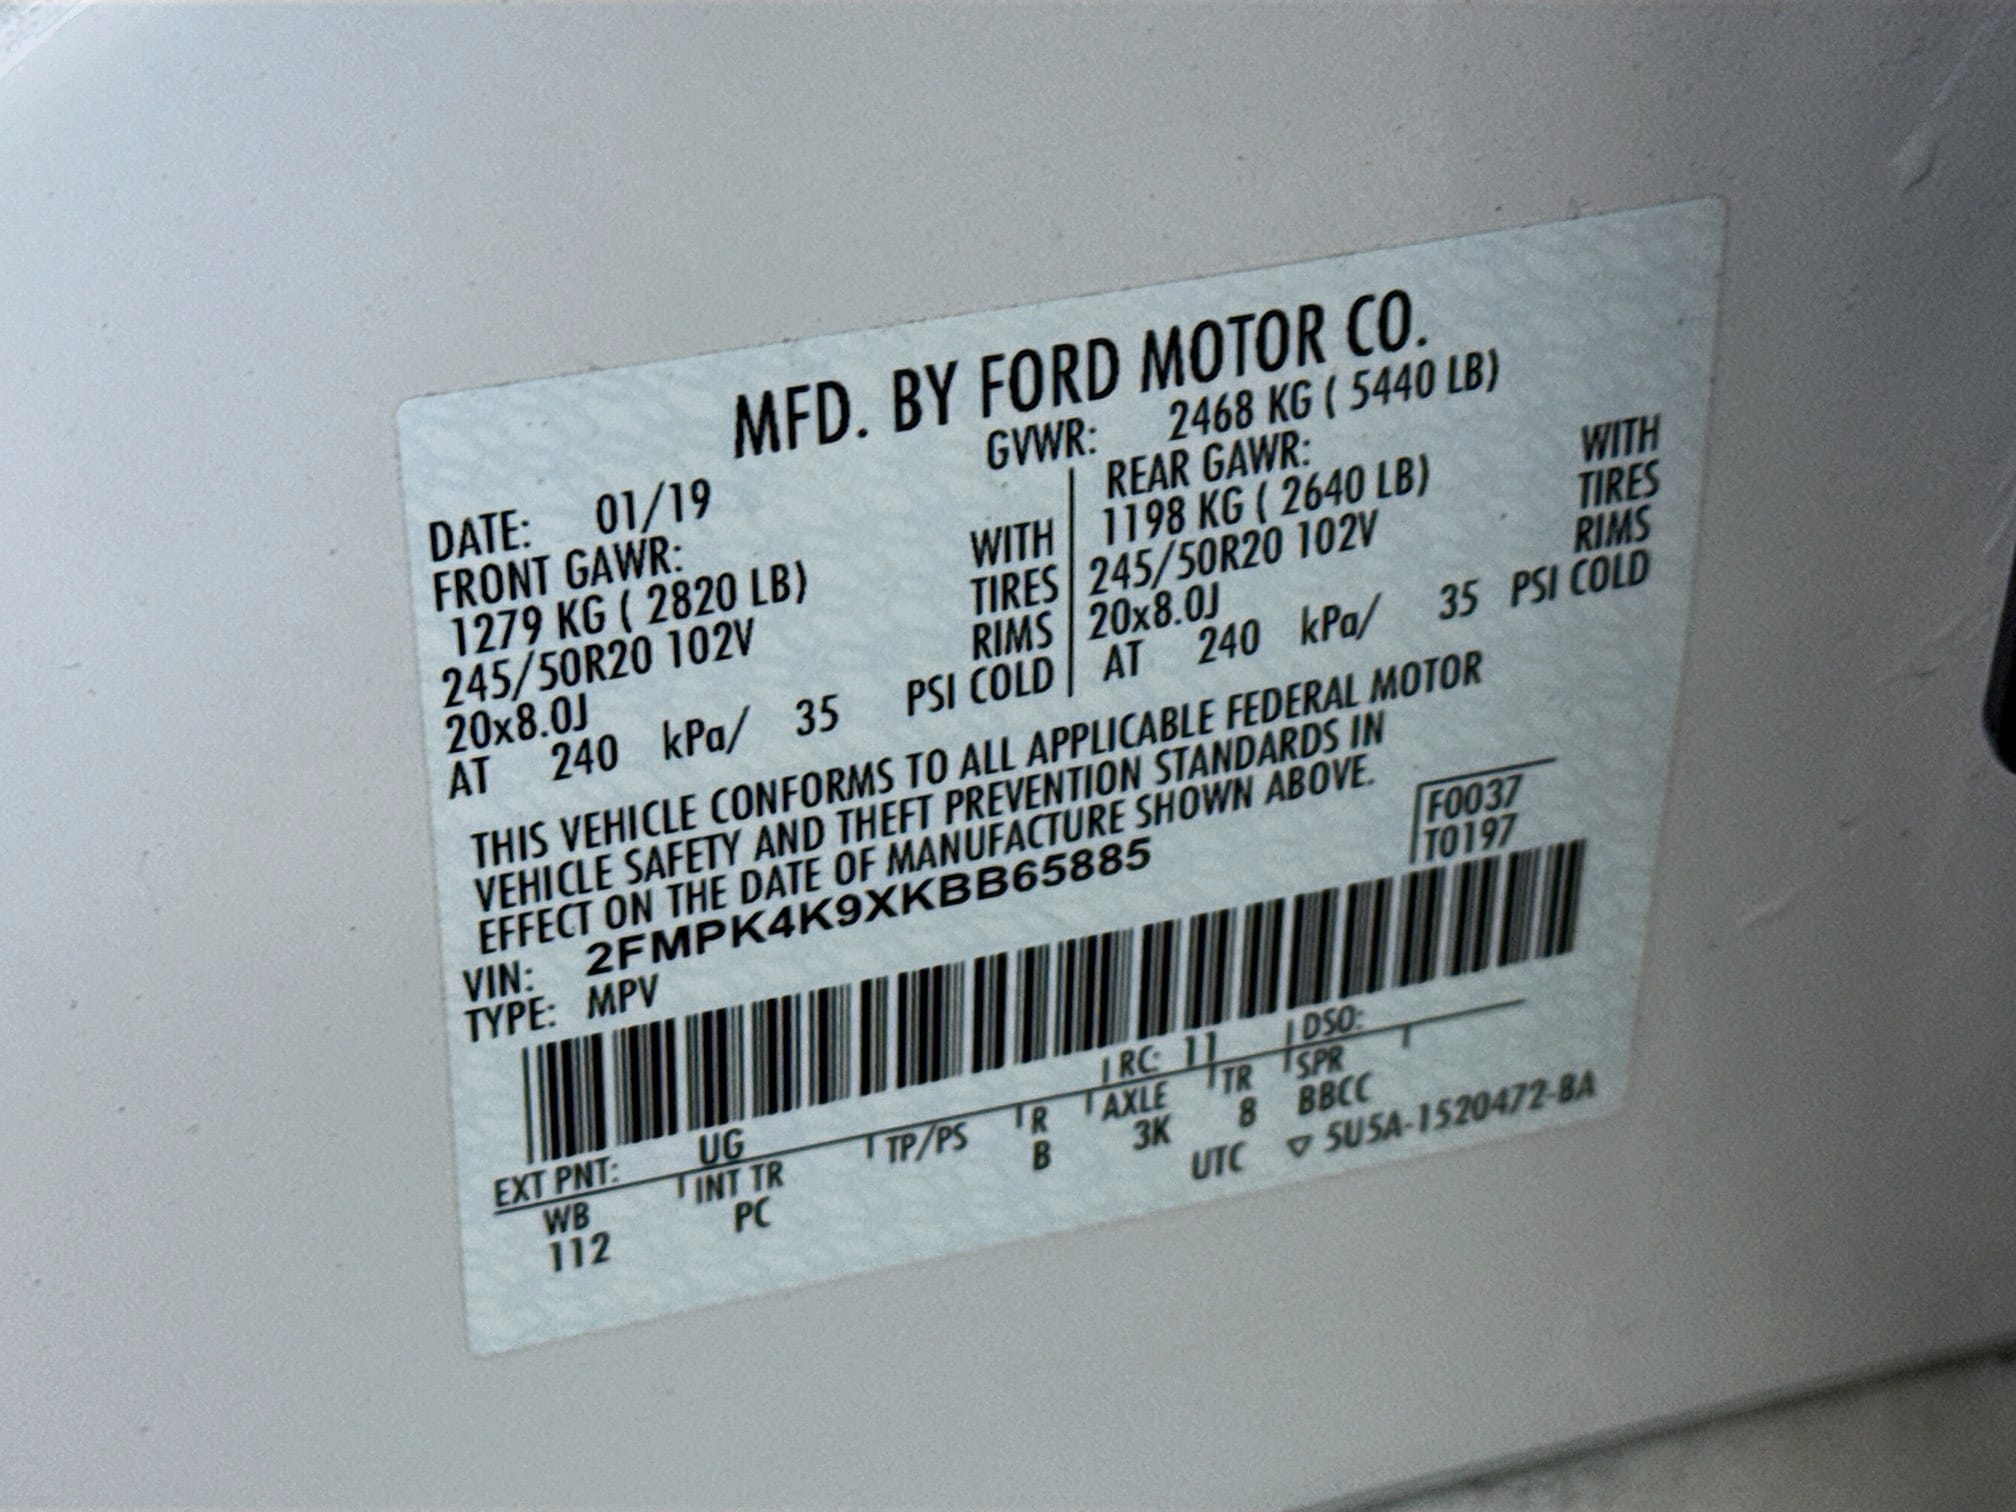 MFD. BY FORD MOTOR CO.
DATE: 01/19 GVWR: 2468 KG ( 5440 LB)
FRONT GAWR:
1279 KG ( 2820 LB) WITH
245/50R20 102V TIRES
20x8.0J RIMS
AT 240 kPa/ 35 PSI COLD
REAR GAWR:
1198 KG ( 2640 LB) WITH
245/50R20 102V TIRES
20x8.0J RIMS
AT 240 kPa/ 35 PSI COLD
THIS VEHICLE CONFORMS TO ALL APPLICABLE FEDERAL MOTOR
VEHICLE SAFETY AND THEFT PREVENTION STANDARDS IN
EFFECT ON THE DATE OF MANUFACTURE SHOWN ABOVE.
VIN: 2FMPK4K9XKBB65885
TYPE: MPV
F0037
T0197
EXT PNT: UG RC: 11 DSO:
WB INT TR TP/PS R AXLE TR SPR
112 PC B 3K 8 BBCC
UTC ▽ 5U5A-1520472-BA